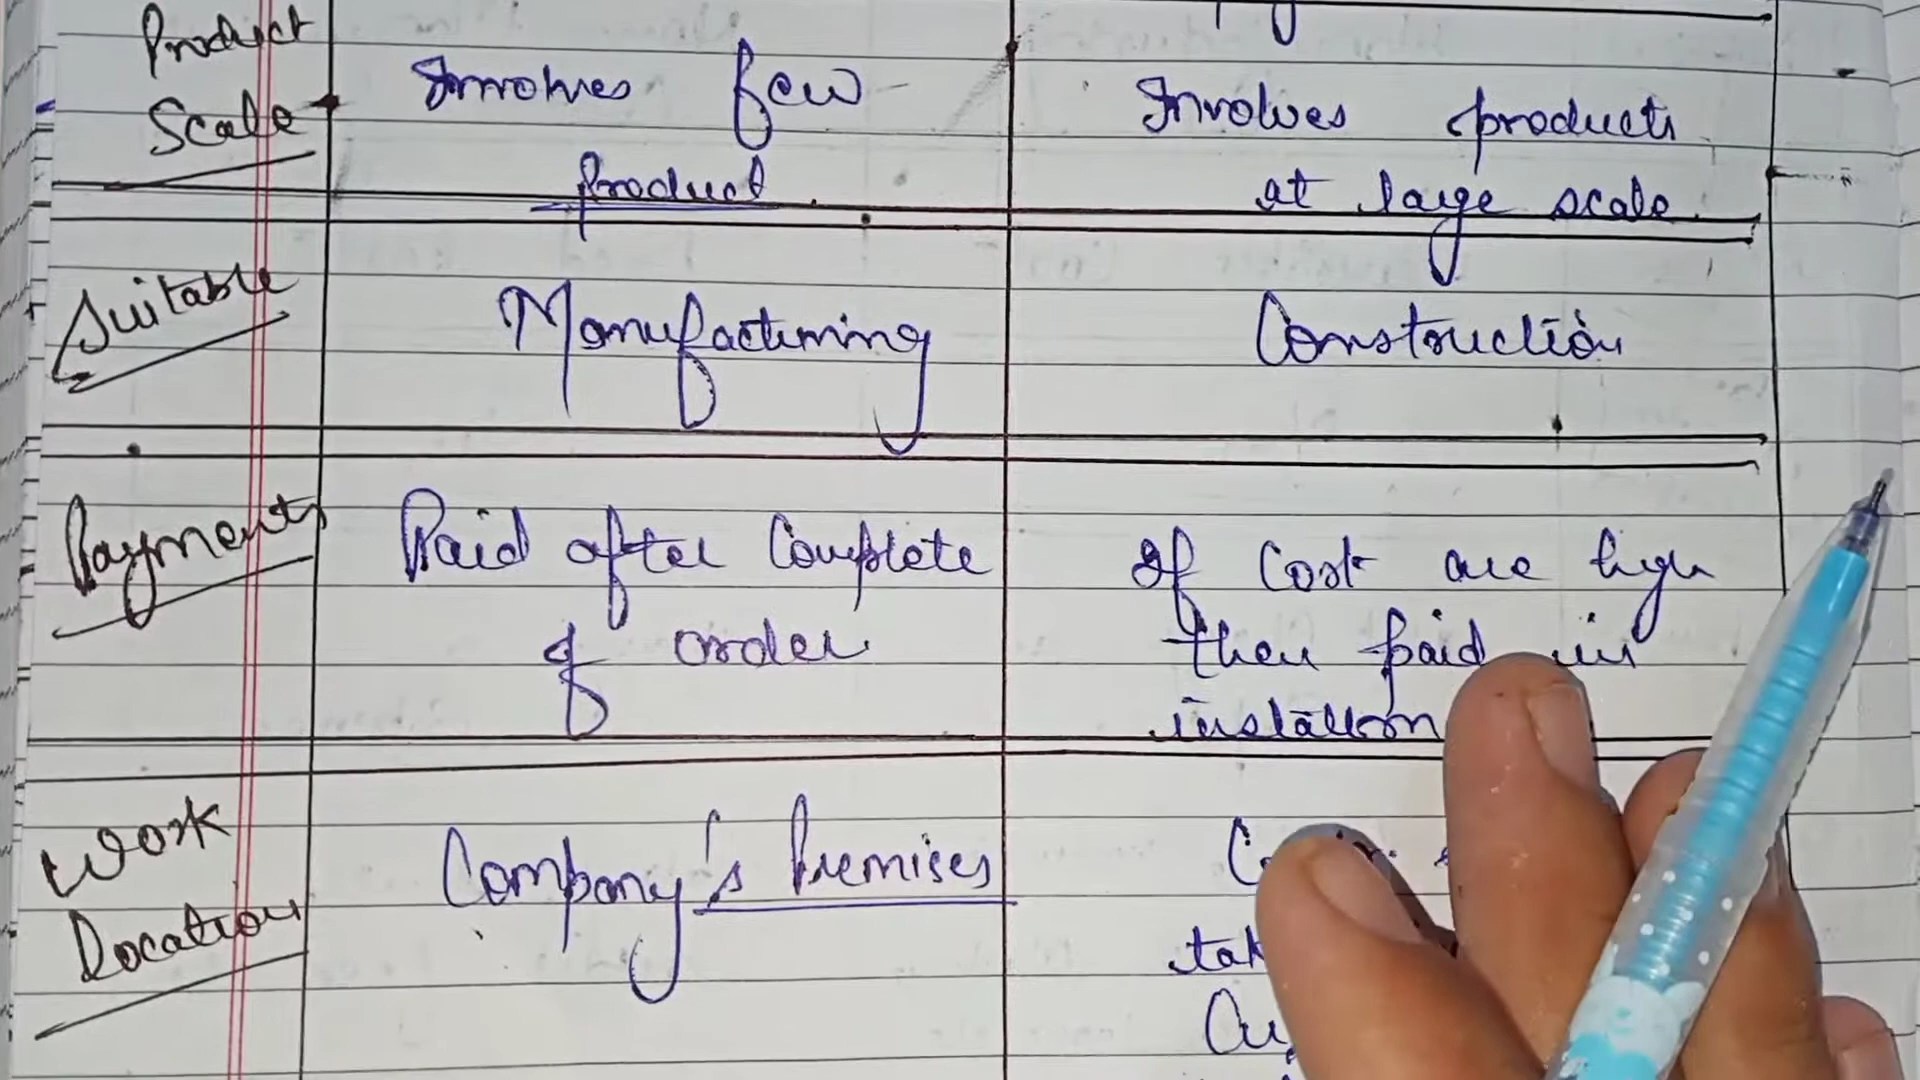 Product
Scale
Involves few
product.
Involves products
at large scale.
Suitable
Manufacturing
Construction
Payments
Paid after Complete
of order.
If Cost are high
then paid in
Work
Location
Company's Premises